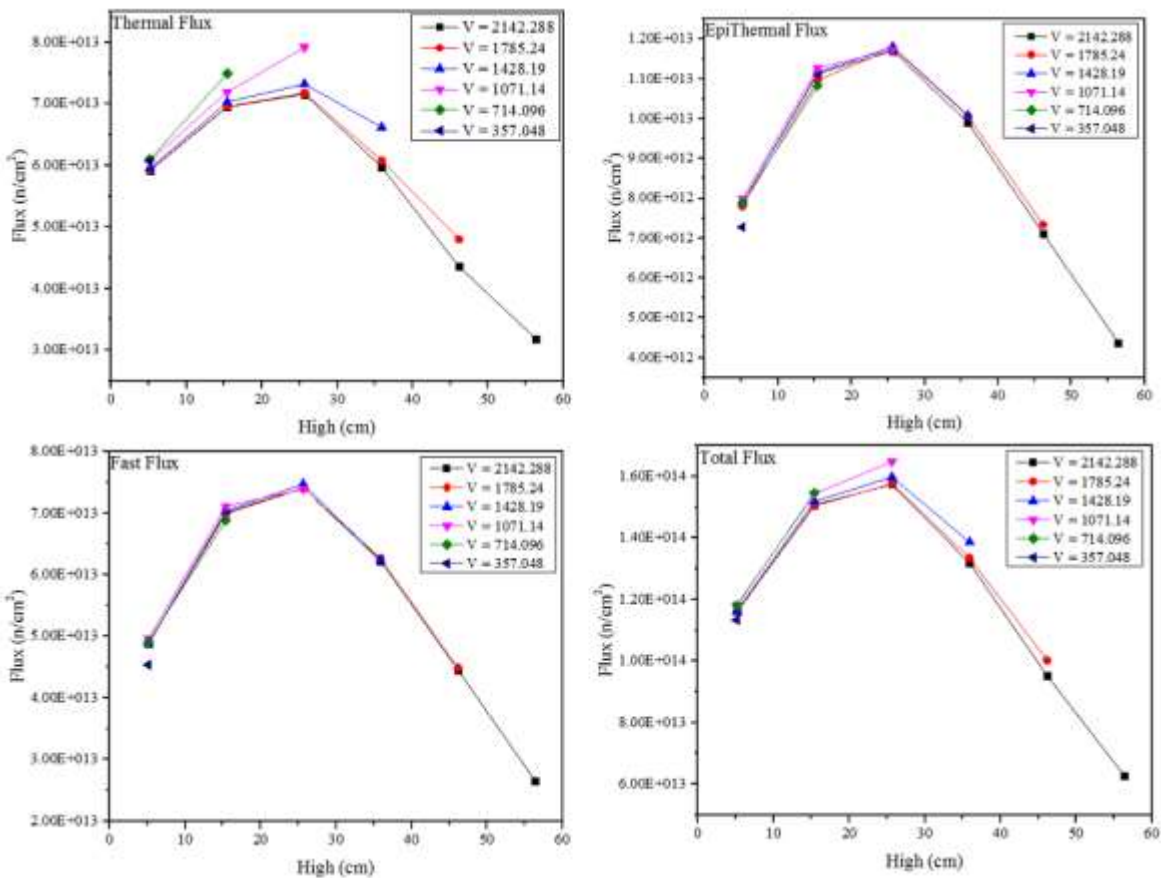 Thermal Flux
V = 2142.288
V = 1785.24
V = 1428.19
V = 1071.14
V = 714.096
V = 357.048
8.00E+013
7.00E+013
6.00E+013
5.00E+013
4.00E+013
3.00E+013
Flux (n/cm²)
0 10 20 30 40 50 60
High (cm)
EpiThermal Flux
V = 2142.288
V = 1785.24
V = 1428.19
V = 1071.14
V = 714.096
V = 357.048
1.20E+013
1.10E+013
1.00E+013
9.00E+012
8.00E+012
7.00E+012
6.00E+012
5.00E+012
4.00E+012
Flux (n/cm²)
0 10 20 30 40 50 60
High (cm)
Fast Flux
V = 2142.288
V = 1785.24
V = 1428.19
V = 1071.14
V = 714.096
V = 357.048
8.00E+013
7.00E+013
6.00E+013
5.00E+013
4.00E+013
3.00E+013
2.00E+013
Flux (n/cm²)
0 10 20 30 40 50 60
High (cm)
Total Flux
V = 2142.288
V = 1785.24
V = 1428.19
V = 1071.14
V = 714.096
V = 357.048
1.60E+014
1.40E+014
1.20E+014
1.00E+014
8.00E+013
6.00E+013
Flux (n/cm²)
0 10 20 30 40 50 60
High (cm)